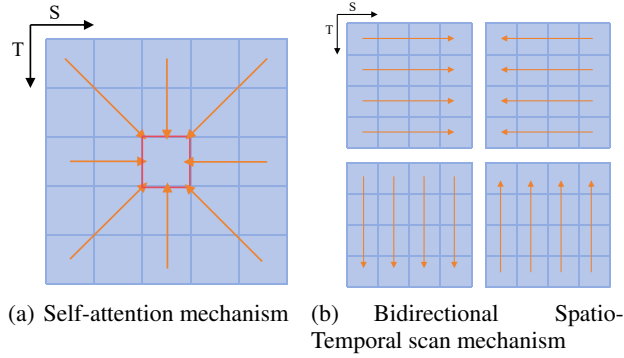 S
T
S
T
(a) Self-attention mechanism
(b) Bidirectional Spatio-
Temporal scan mechanism